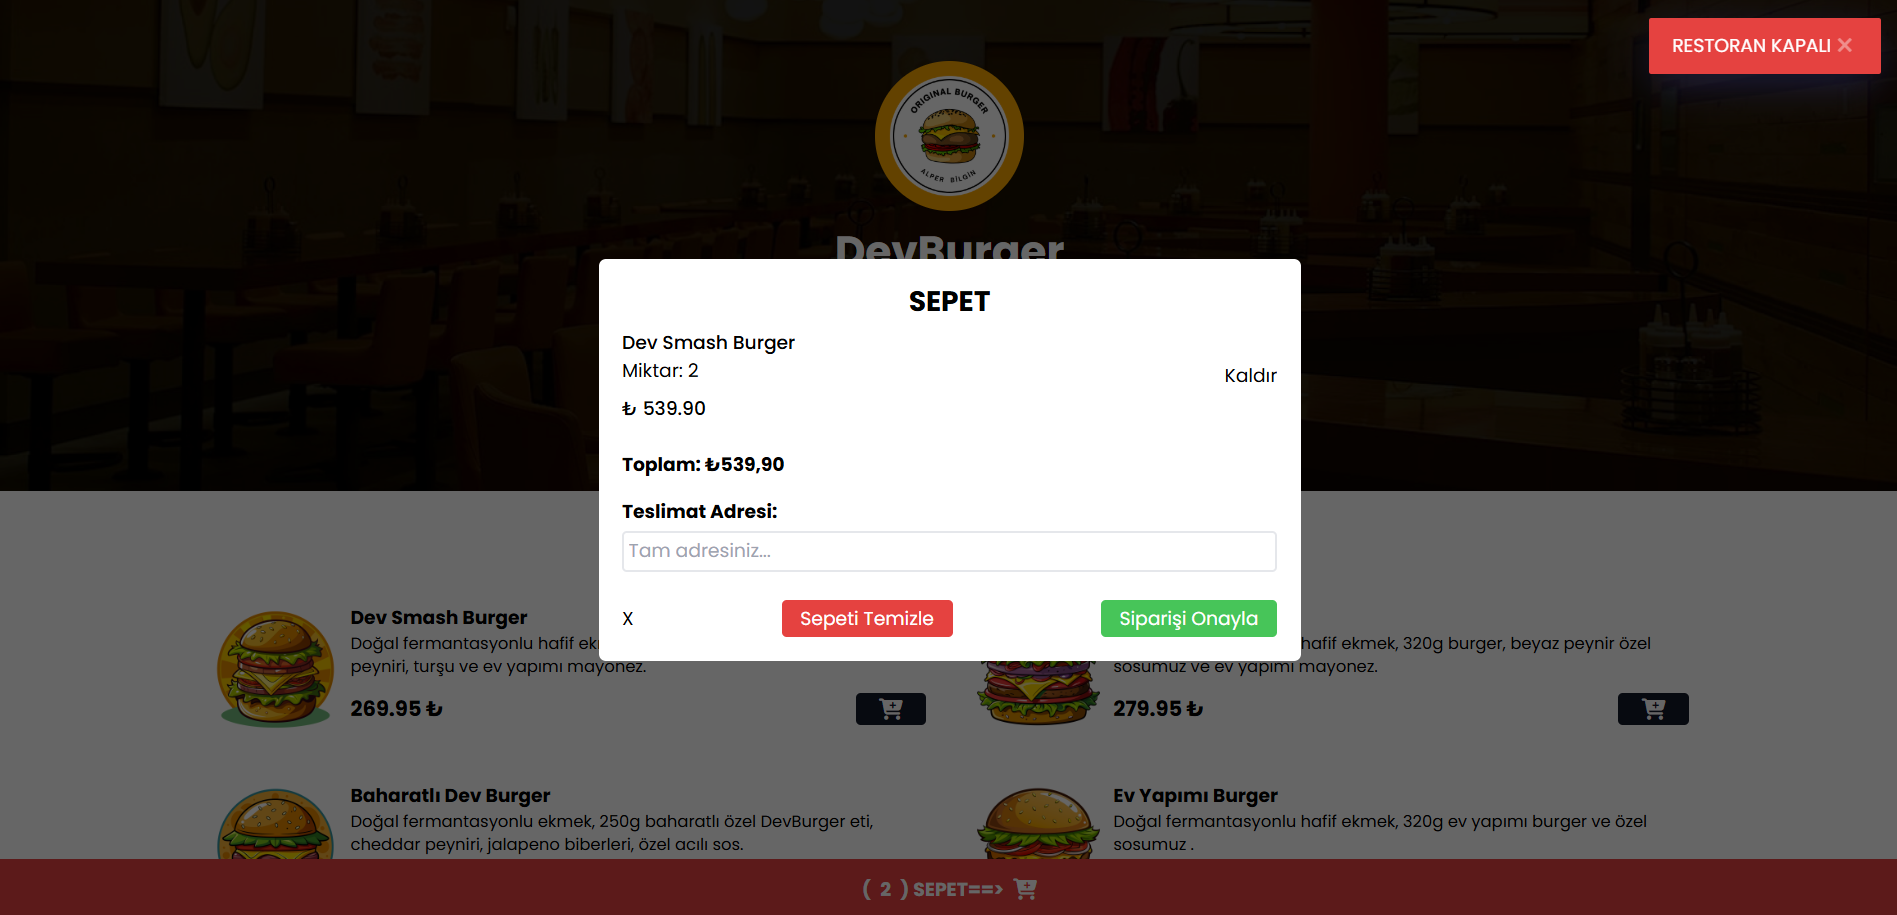 RESTORAN KAPALI ✕
ORIGINAL BURGER
ALPER BİLGİN
DevBurger
SEPET
Dev Smash Burger
Miktar: 2
Kaldır
₺ 539.90
Toplam: ₺539,90
Teslimat Adresi:
Tam adresiniz...
X
Sepeti Temizle
Siparişi Onayla
Dev Smash Burger
Doğal fermantasyonlu hafif
peyniri, turşu ve ev yapımı mayonez.
269.95 ₺
hafif ekmek, 320g burger, beyaz peynir özel
sosumuz ve ev yapımı mayonez.
279.95 ₺
Baharatlı Dev Burger
Doğal fermantasyonlu ekmek, 250g baharatlı özel DevBurger eti,
cheddar peyniri, jalapeno biberleri, özel acılı sos.
Ev Yapımı Burger
Doğal fermantasyonlu hafif ekmek, 320g ev yapımı burger ve özel
sosumuz .
( 2 ) SEPET==>